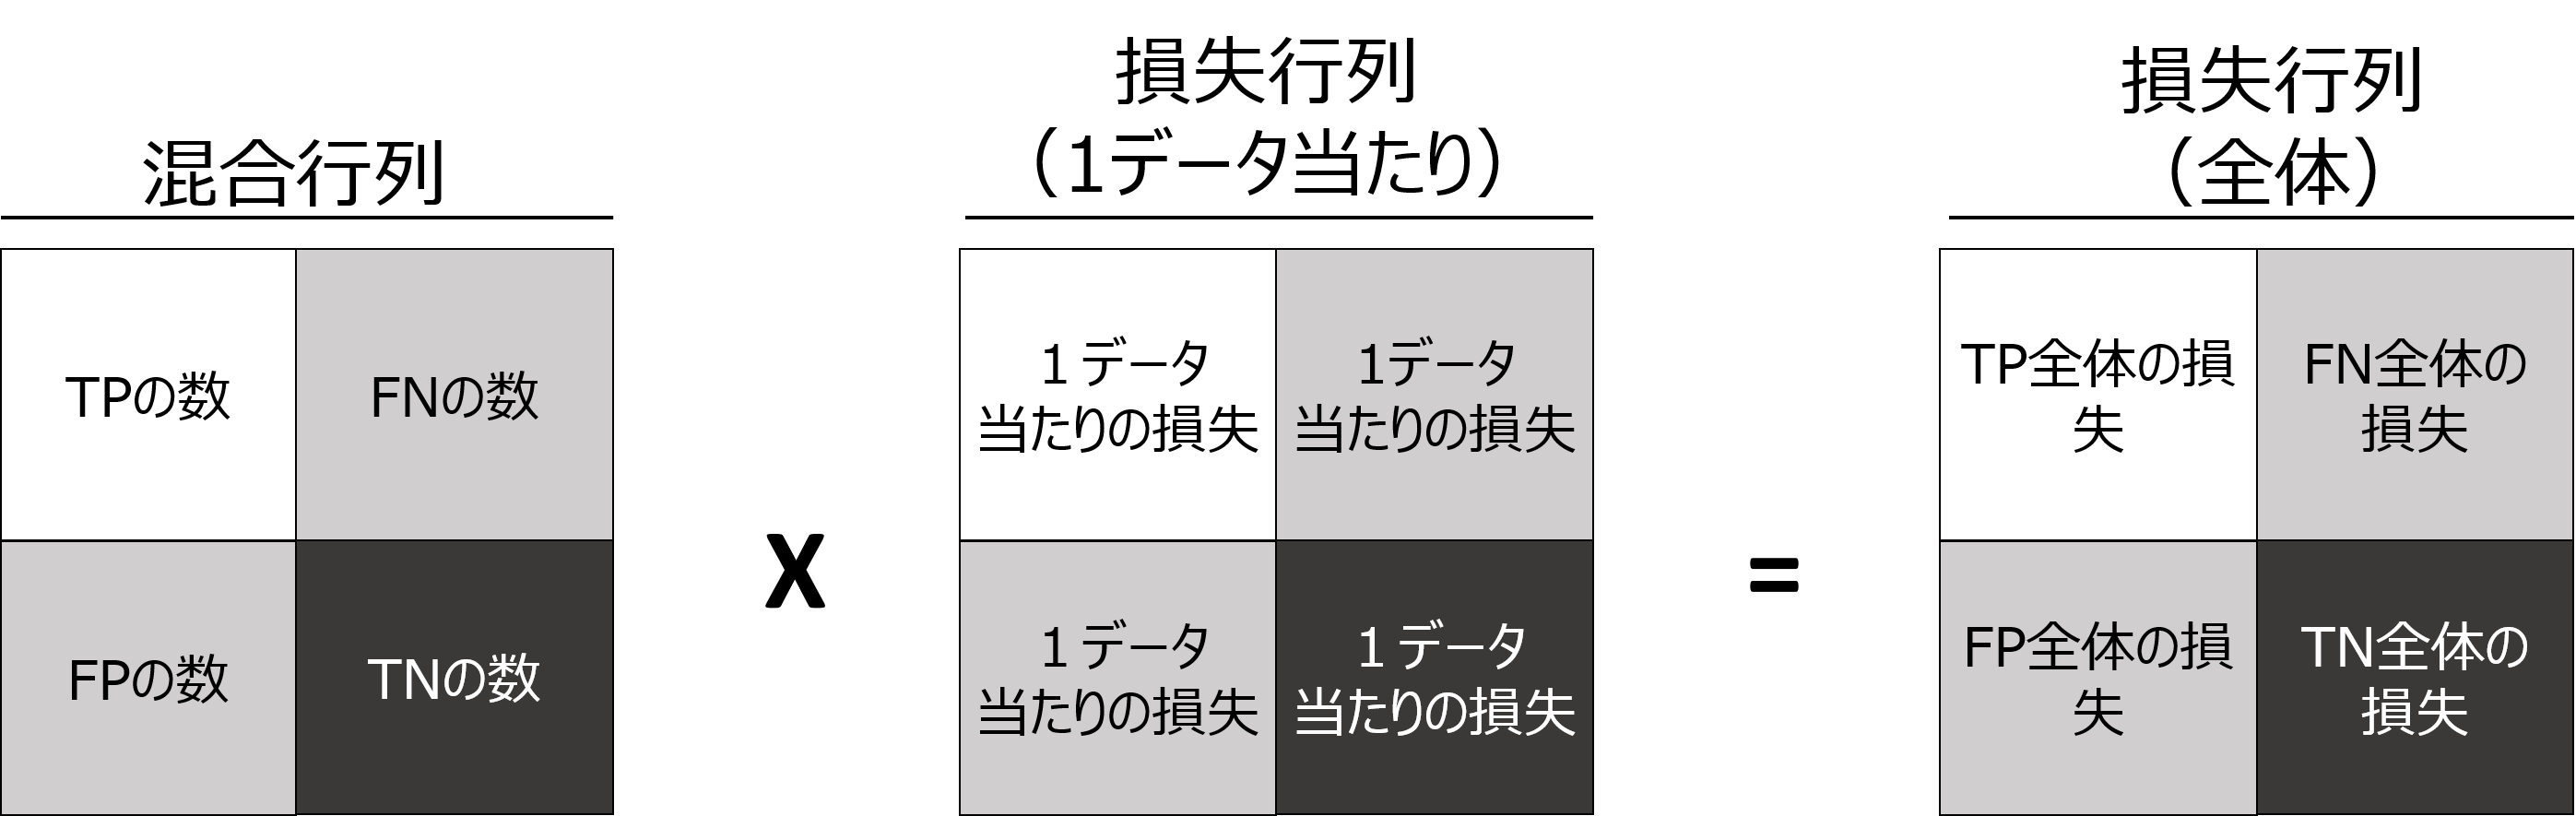 混合行列
損失行列
（1データ当たり）
損失行列
（全体）
TPの数
FNの数
FPの数
TNの数
X
1 データ
当たりの損失
1データ
当たりの損失
1 データ
当たりの損失
1 データ
当たりの損失
=
TP全体の損
失
FN全体の
損失
FP全体の損
失
TN全体の
損失